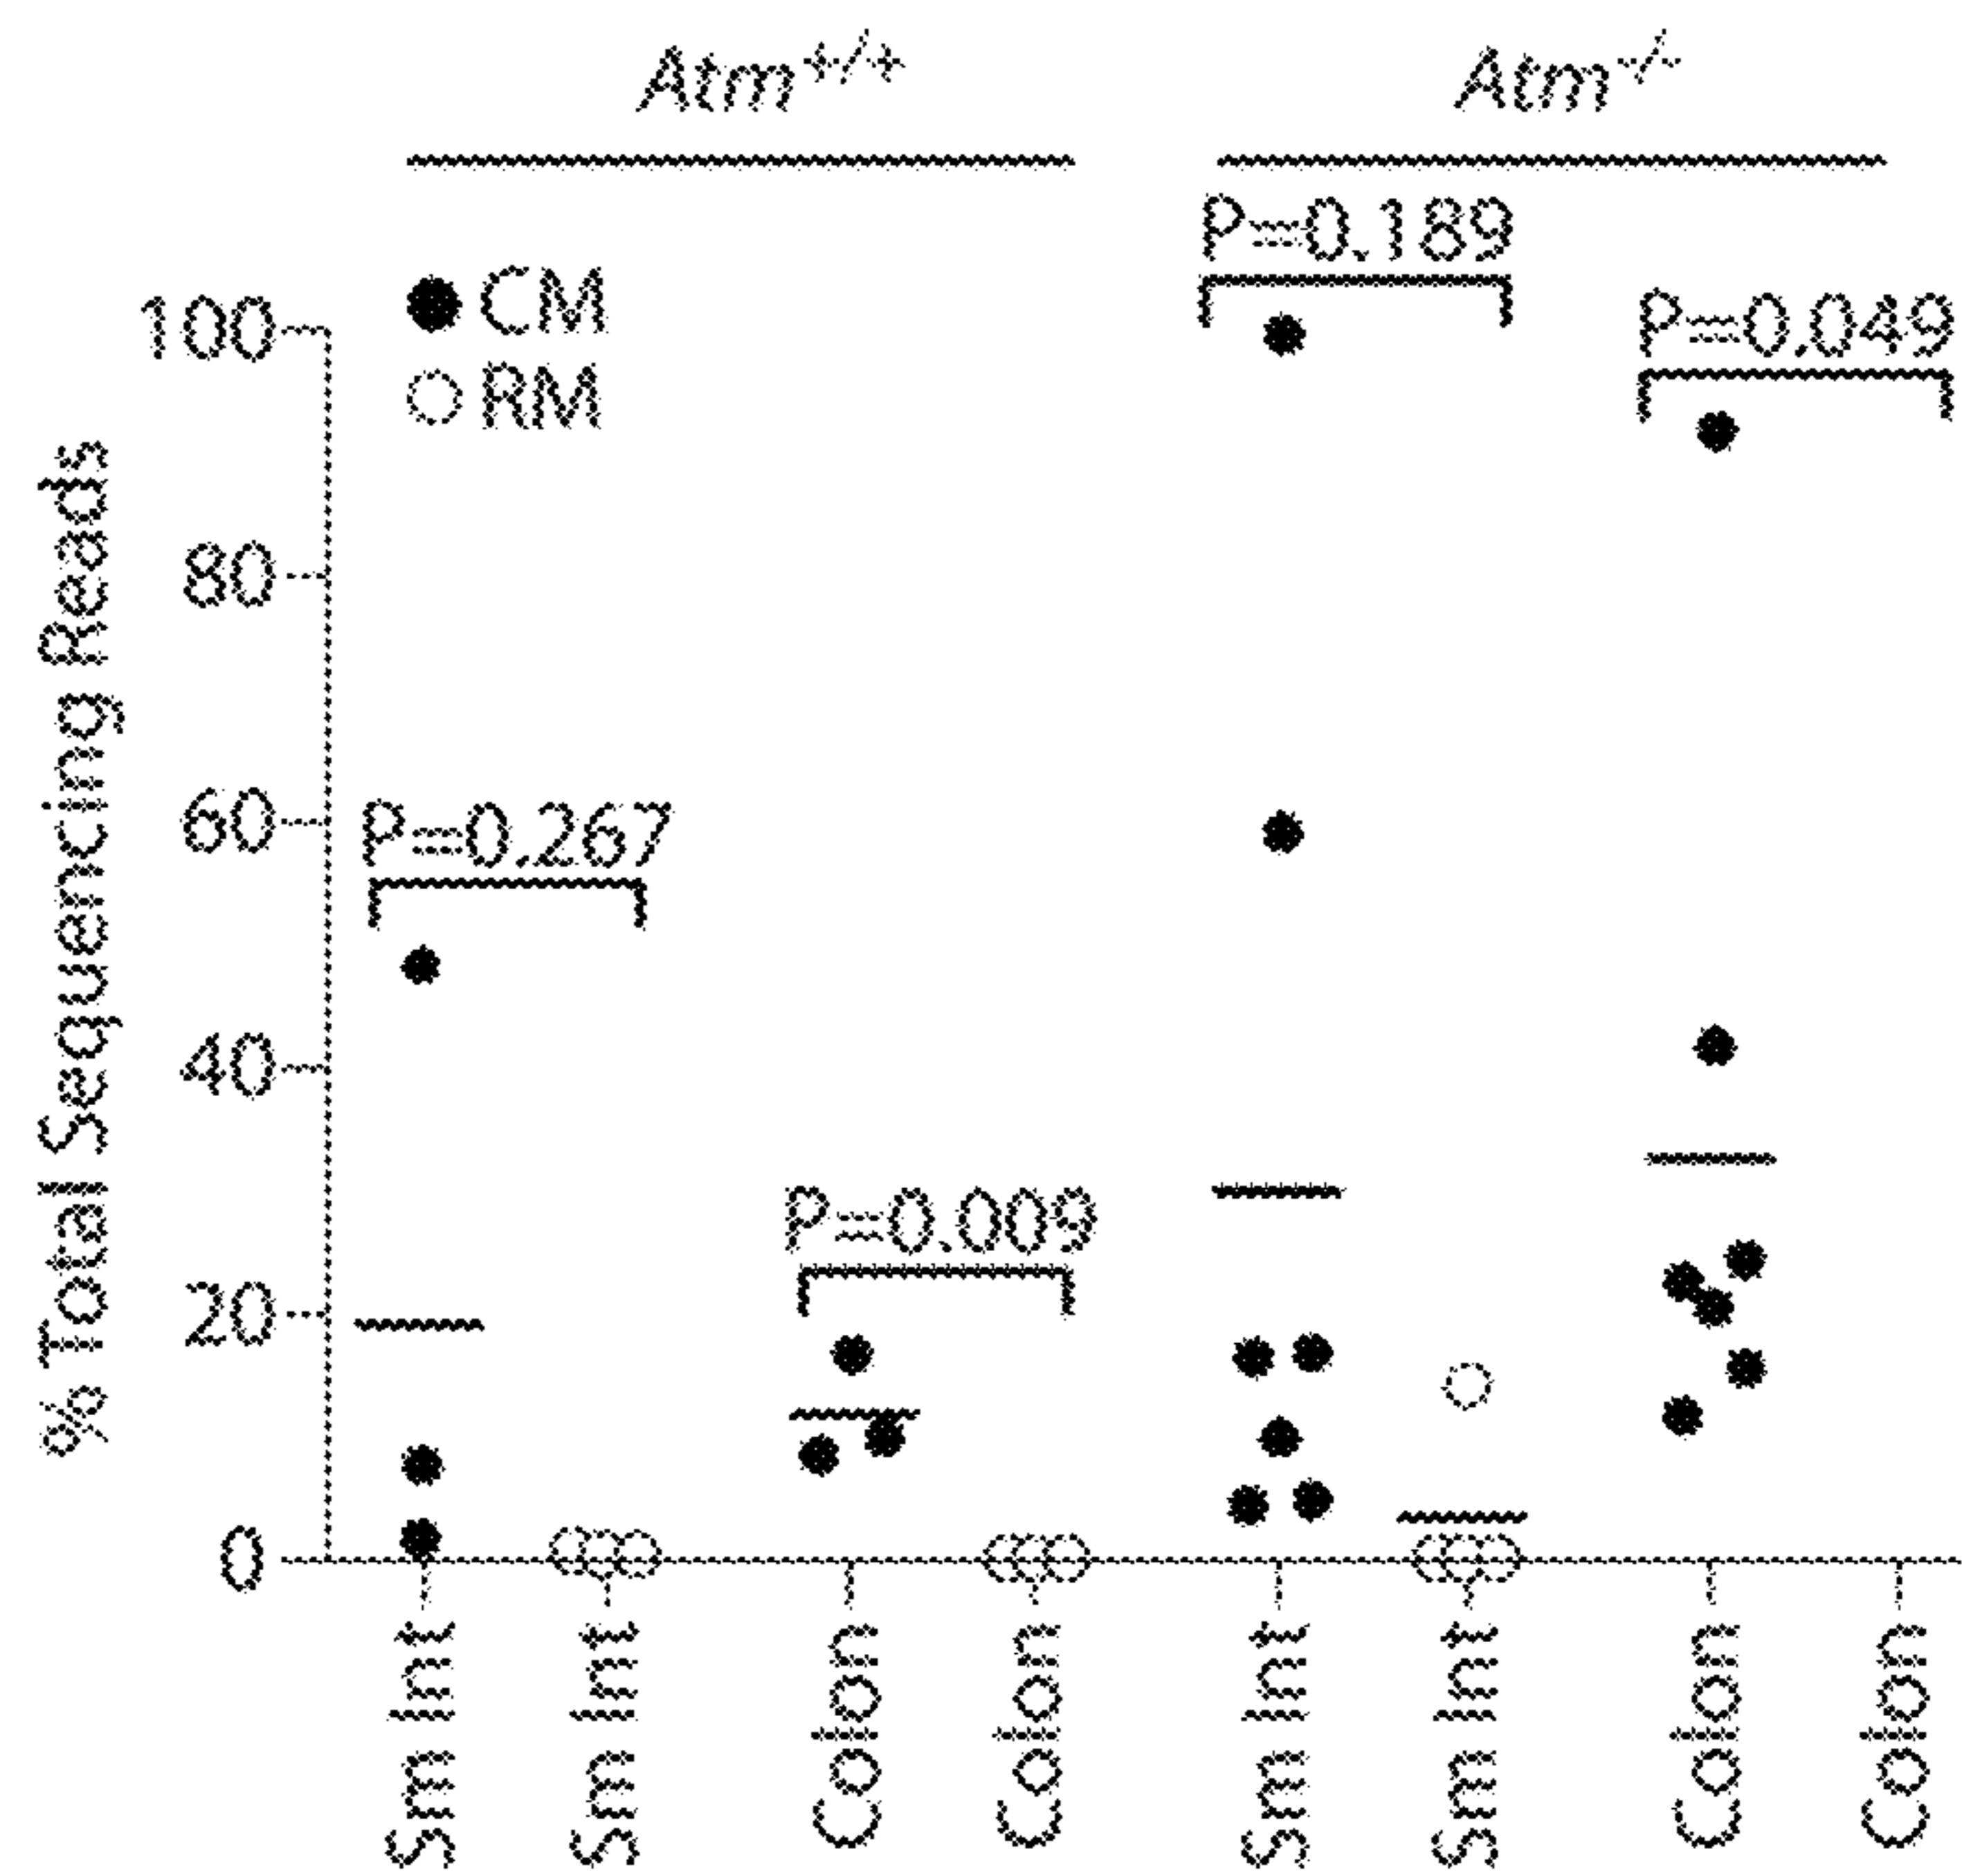 Atm+/+ Atm-/-
P=0.189
CM
P=0.049
100
RM
80
60
P=0.267
40
P=0.009
20
0
% Total Sequencing Reads
Sm Int Sm Int Colon Colon Sm Int Sm Int Colon Colon